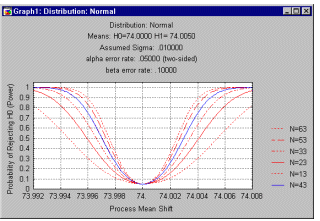 Graph1: Distribution: Normal
Distribution: Normal
Means: H0=74.0000 H1= 74.0050
Assumed Sigma: .010000
alpha error rate: .05000 (two-sided)
beta error rate: .10000
Probability of Rejecting H0 (Power)
1
0.9
0.8
0.7
0.6
0.5
0.4
0.3
0.2
0.1
0
73.992 73.994 73.996 73.998 74. 74.002 74.004 74.006 74.008
Process Mean Shift
N=63
N=53
N=33
N=23
N=13
N=43